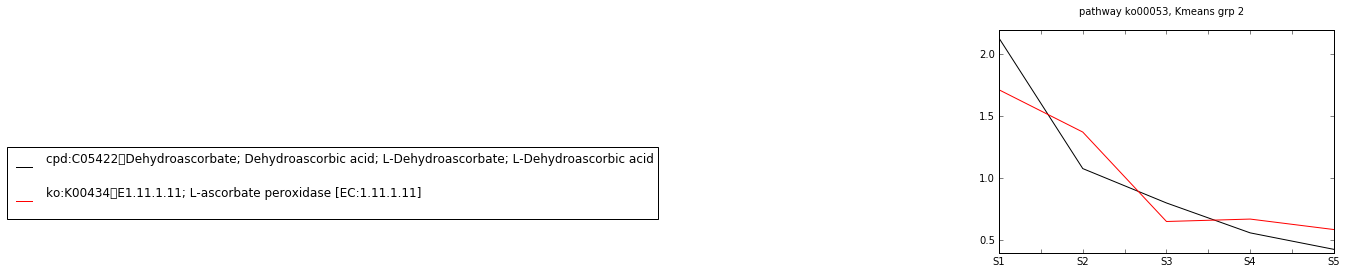 pathway ko00053, Kmeans grp 2
2.0
1.5
1.0
0.5
S1 S2 S3 S4 S5
cpd:C05422▯Dehydroascorbate; Dehydroascorbic acid; L-Dehydroascorbate; L-Dehydroascorbic acid
ko:K00434▯E1.11.1.11; L-ascorbate peroxidase [EC:1.11.1.11]